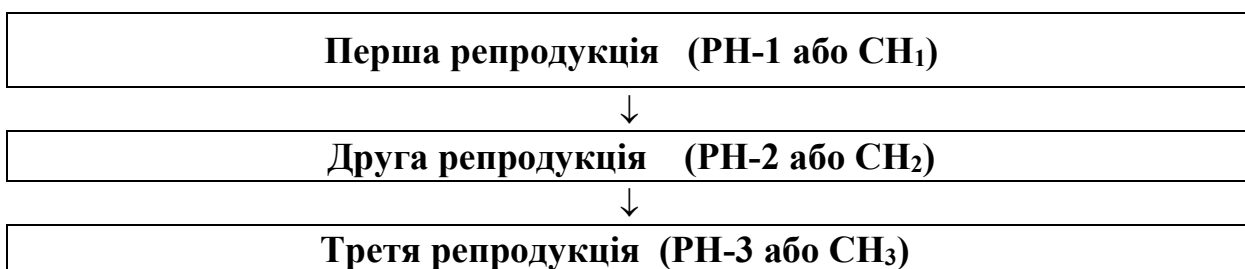 Перша репродукція (РН-1 або СН₁)
↓
Друга репродукція (РН-2 або СН₂)
↓
Третя репродукція (РН-3 або СН₃)